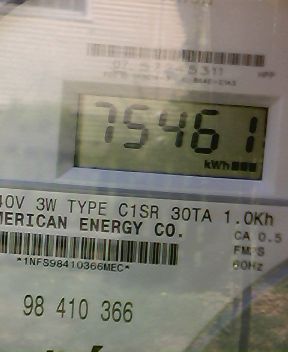 75461
kWh
40V 3W TYPE C1SR 30TA 1.0Kh
MERICAN ENERGY CO.
CA 0.5
FM S
60Hz
*1NFS98410366MEC*
98 410 366